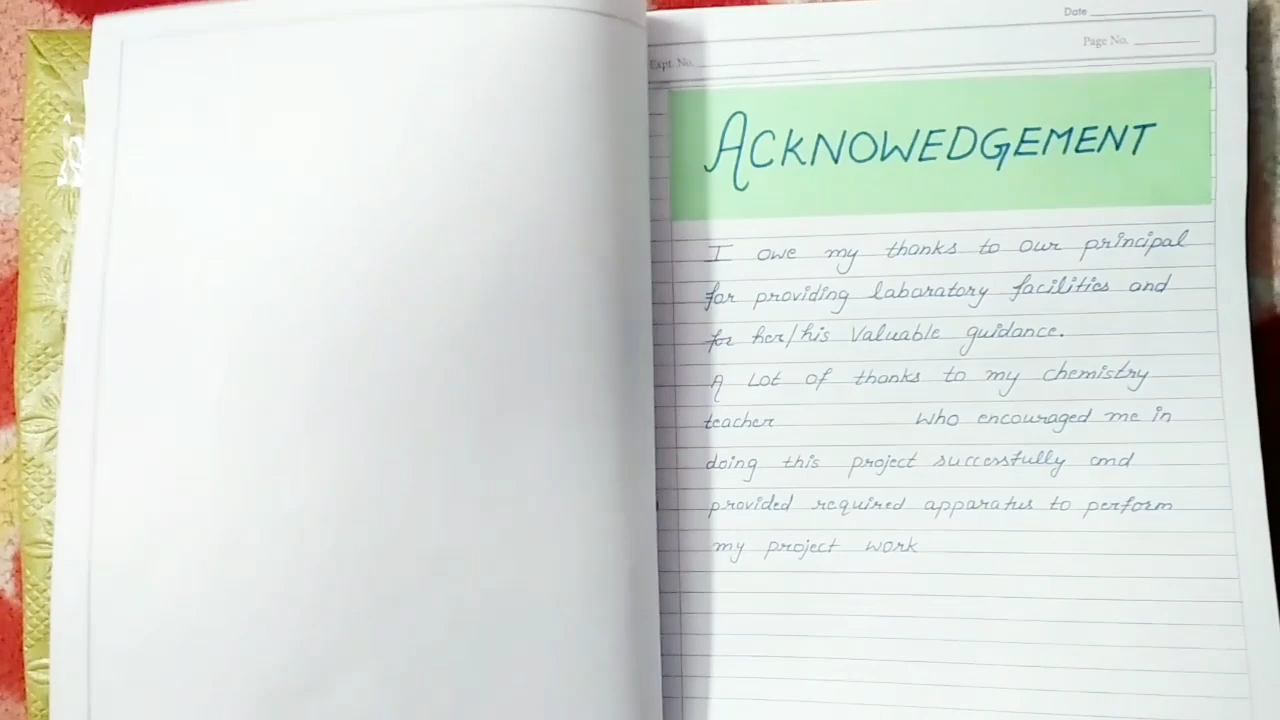 Date
Page No.
Expt. No.
ACKNOWEDGEMENT
I owe my thanks to our principal
for providing labaratory facilities and
for her/his Valuable guidance.
A Lot of thanks to my chemistry
teacher who encouraged me in
doing this project successfully and
provided required apparatus to perform
my project work